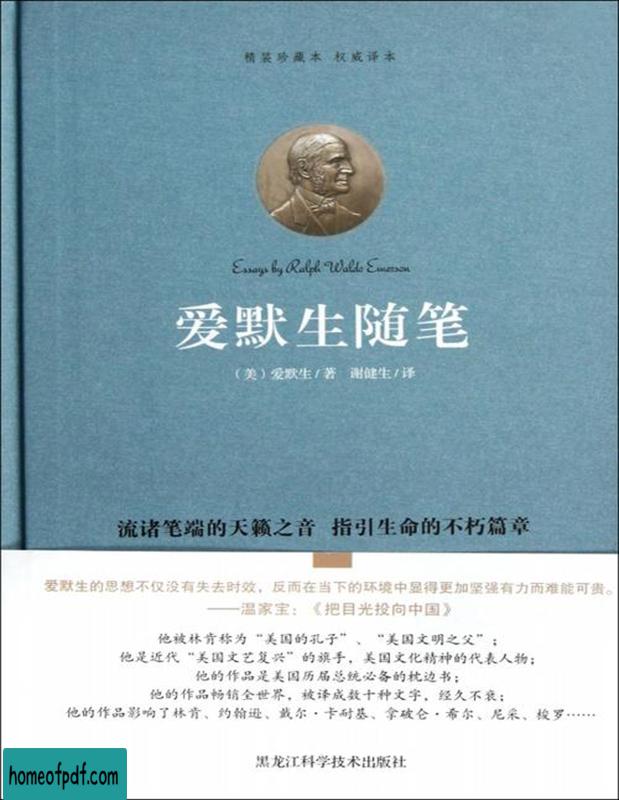 精装珍藏本 权威译本
Essays by Ralph Waldo Emerson
爱默生随笔
（美）爱默生/著 谢健生/译
流诸笔端的天籁之音 指引生命的不朽篇章
爱默生的思想不仅没有失去时效，反而在当下的环境中显得更加坚强有力而难能可贵。
——温家宝：《把目光投向中国》
他被林肯称为“美国的孔子”、“美国文明之父”；
他是近代“美国文艺复兴”的旗手，美国文化精神的代表人物；
他的作品是美国历届总统必备的枕边书；
他的作品畅销全世界，被译成数十种文字，经久不衰；
他的作品影响了林肯、约翰逊、戴尔·卡耐基、拿破仑·希尔、尼采、梭罗……
黑龙江科学技术出版社
homeofpdf.com